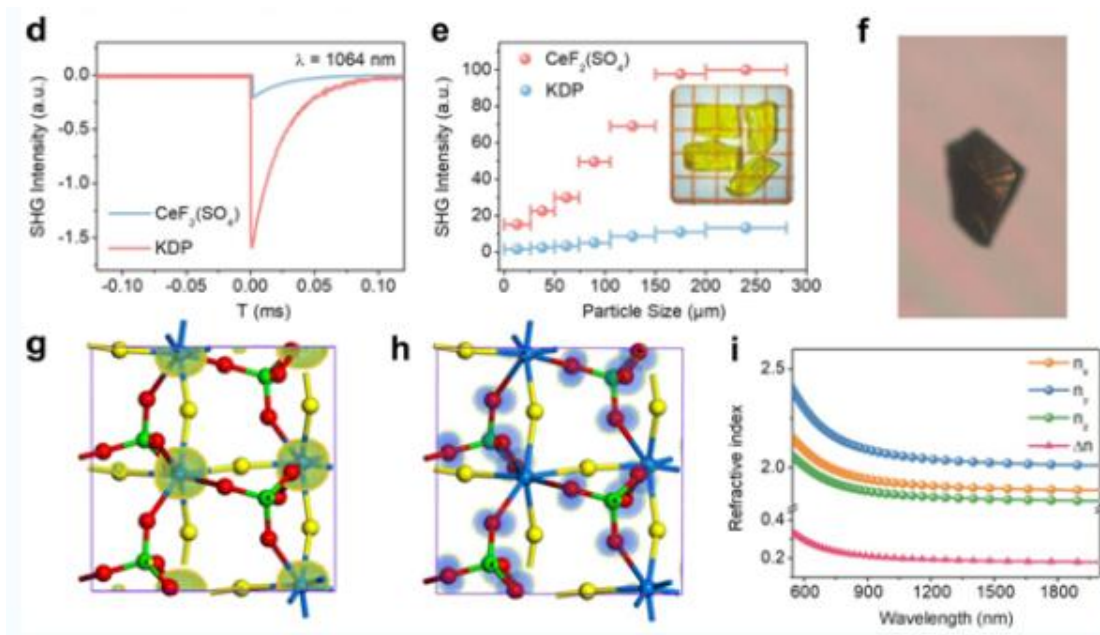 d
λ = 1064 nm
SHG Intensity (a.u.)
0.0
-0.5
-1.0
-1.5
CeF₂(SO₄)
KDP
-0.10
-0.05
0.00
0.05
0.10
T (ms)
e
SHG Intensity (a.u.)
100
80
60
40
20
0
CeF₂(SO₄)
KDP
0
50
100
150
200
250
300
Particle Size (μm)
f
g
h
i
Refractive index
2.5
2.0
0.4
0.2
nₓ
nᵧ
n𝓏
Δn
600
900
1200
1500
1800
Wavelength (nm)